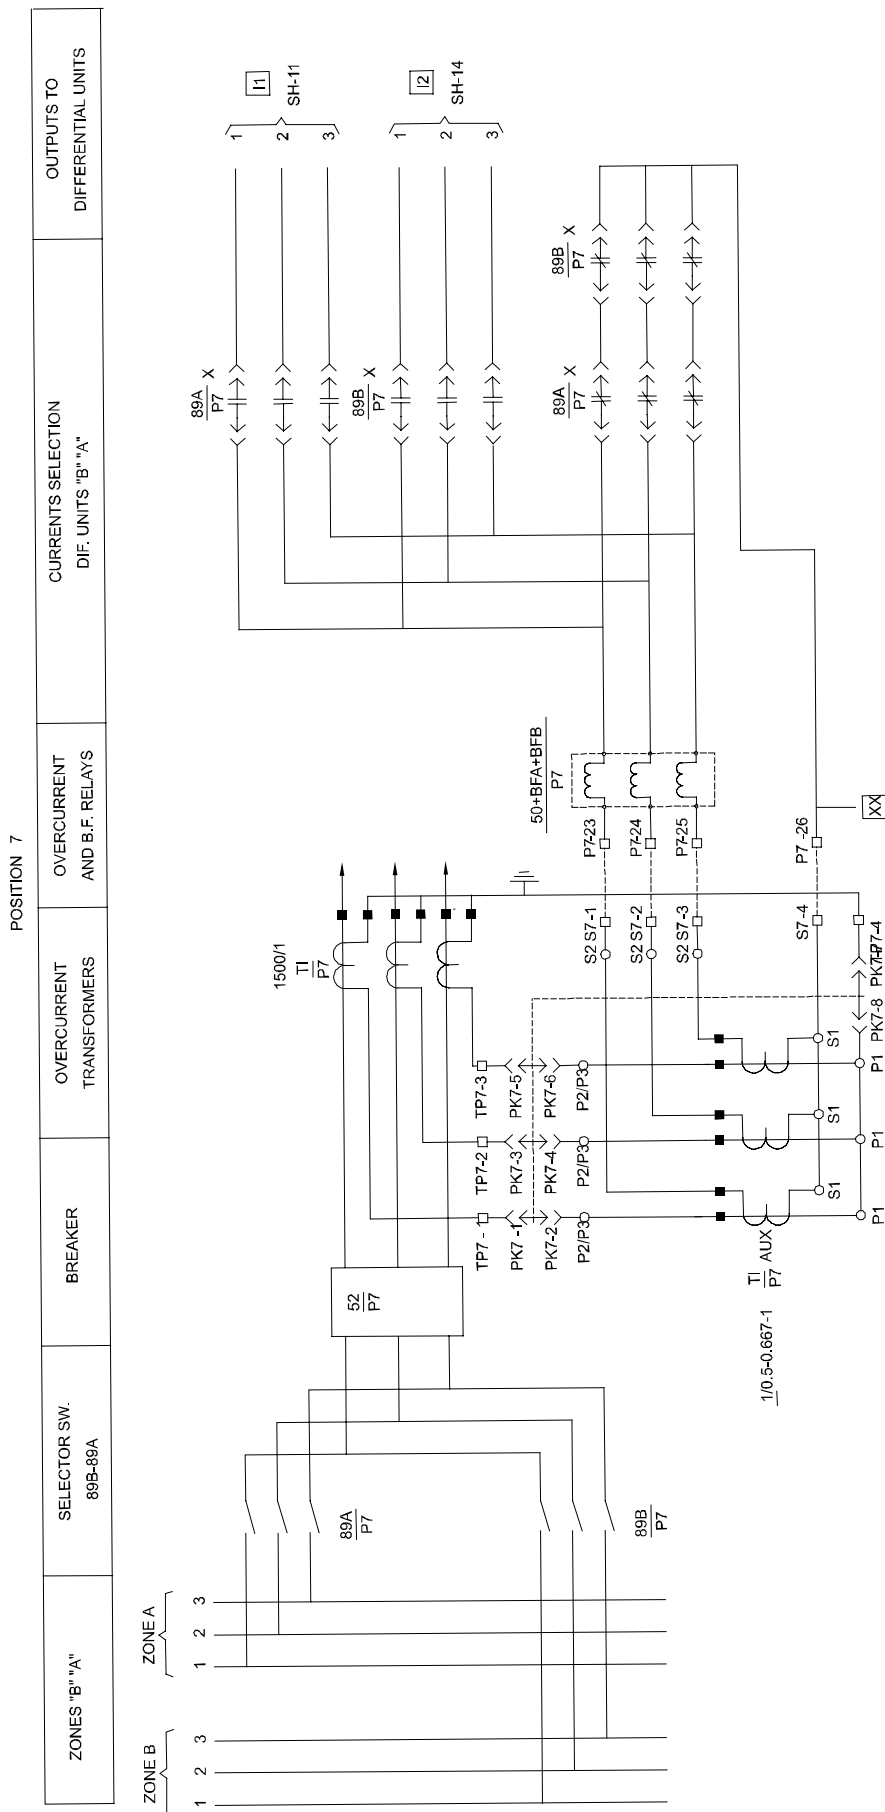 POSITION 7
ZONES "B" "A"
SELECTOR SW.
89B-89A
BREAKER
OVERCURRENT
TRANSFORMERS
OVERCURRENT
AND B.F. RELAYS
CURRENTS SELECTION
DIF. UNITS "B" "A"
OUTPUTS TO
DIFFERENTIAL UNITS
ZONE B
1
2
3
ZONE A
1
2
3
89A
P7
89B
P7
52
P7
1500/1
TI
P7
TP7 - 1
TP7-2
TP7-3
PK7 -1
PK7-3
PK7-5
PK7-2
PK7-4
PK7-6
P2/P3
P2/P3
P2/P3
TI AUX
P7
1/0.5-0.667-1
S1
S1
S1
P1
P1
P1
PK7-8
PK7-7
TP7-4
S2 S7-1
S2 S7-2
S2 S7-3
S7-4
P7-23
P7-24
P7-25
P7 -26
XX
50+BFA+BFB
P7
89A X
P7
89B X
P7
89A X
P7
89B X
P7
1
2
3
I1
SH-11
1
2
3
I2
SH-14